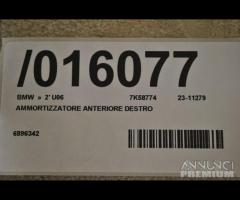 /016077
BMW » 2' U06 7K58774 23-11279
AMMORTIZZATORE ANTERIORE DESTRO
6896342
ANNUNCI
PREMIUM